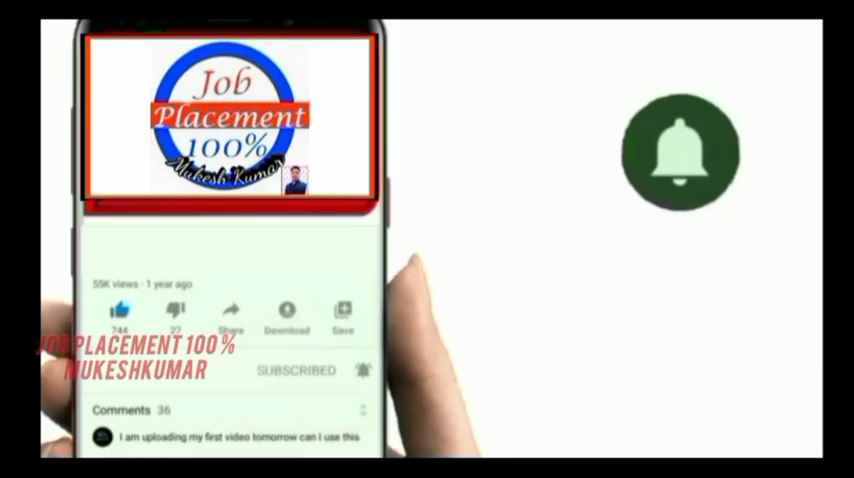 Job
Placement
100%
Mukesh Kumar
55K views · 1 year ago
744 27 Share Download Save
JOB PLACEMENT 100%
MUKESHKUMAR
SUBSCRIBED
Comments 36
I am uploading my first video tomorrow can I use this